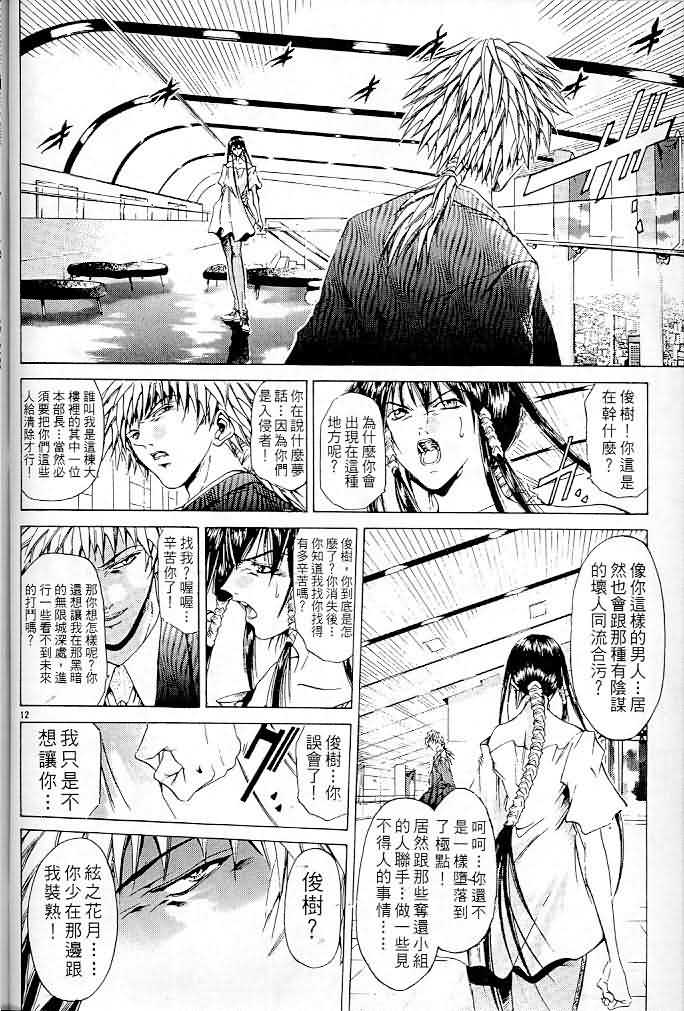 俊樹！你這是
在幹什麼？
為什麼你會
出現在這種
地方呢？
你在說什麼夢
話…因為你們
是入侵者！
誰叫我是這棟大
樓裡的其中一位
本部長…當然必
須要把你們這些
人給清除才行！
像你這樣的男人…居
然也會跟那種有陰謀
的壞人同流合污？
呵呵…你還不
是一樣墮落到
了極點！
居然跟那些奪還小組
的人聯手…做一些見
不得人的事情……
俊樹，你到底是怎
麼了？你消失後…
你知道我找你找得
有多辛苦嗎？
找我？喔喔…
辛苦你了！
那你想怎樣呢？你
還想讓我在那黑暗
的無限城深處，進
行一些看不到未來
的打鬥嗎？
12
俊樹…你
誤會了！
我只是不
想讓你…
俊樹？
絃之花月……
你少在那邊跟
我裝熟！